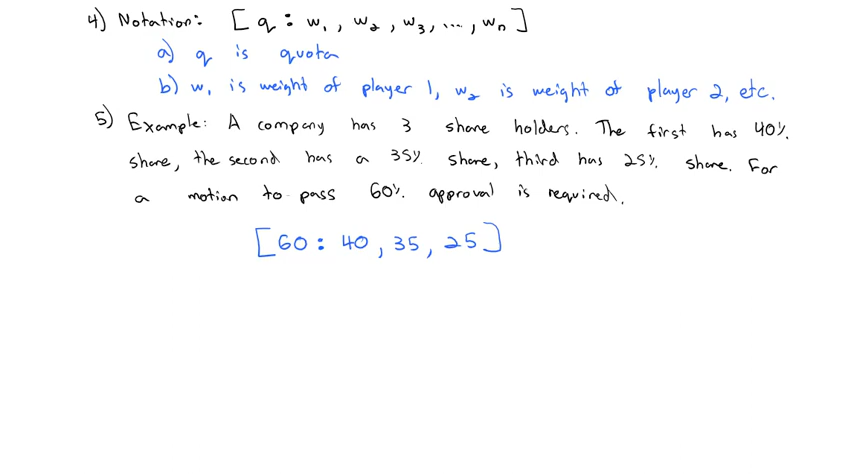 4) Notation: [ q : w₁ , w₂ , w₃ , ... , wₙ ]
a) q is quota
b) w₁ is weight of player 1, w₂ is weight of player 2, etc.
5) Example: A company has 3 share holders. The first has 40%
share, the second has a 35% share, third has 25% share. For
a motion to pass 60% approval is required.
[60 : 40 , 35 , 25]